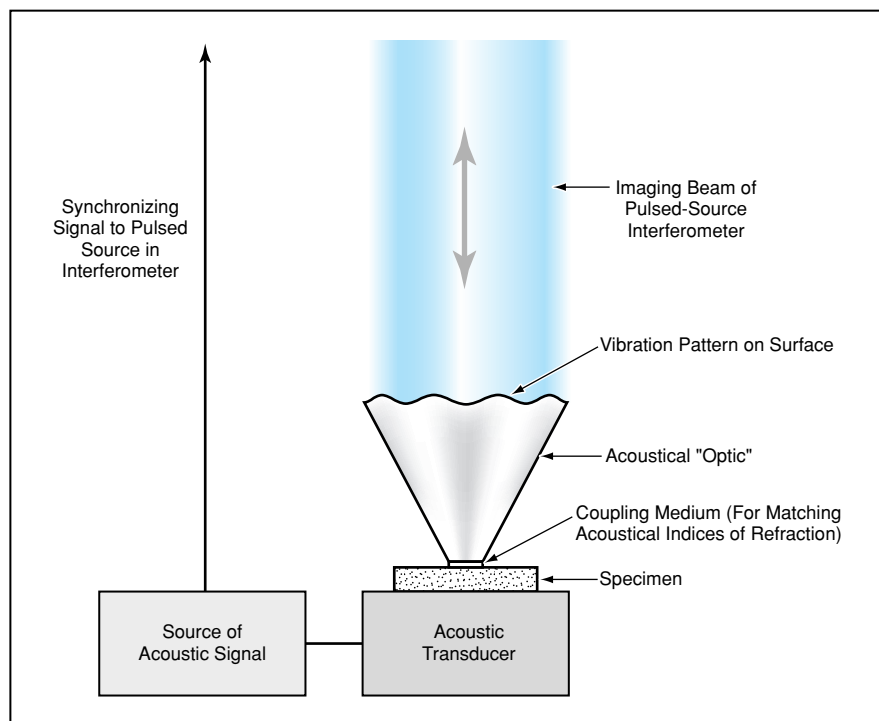 Synchronizing
Signal to Pulsed
Source in
Interferometer
Imaging Beam of
Pulsed-Source
Interferometer
Vibration Pattern on Surface
Acoustical "Optic"
Coupling Medium (For Matching
Acoustical Indices of Refraction)
Specimen
Source of
Acoustic Signal
Acoustic
Transducer